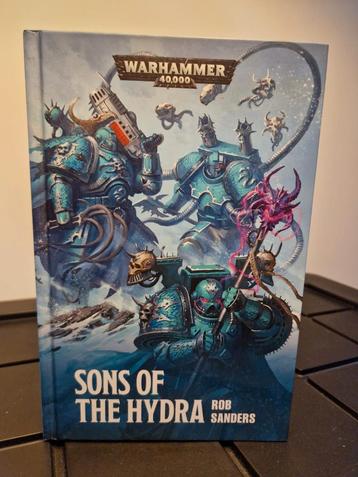 WARHAMMER
40,000
SONS OF
THE HYDRA
ROB
SANDERS